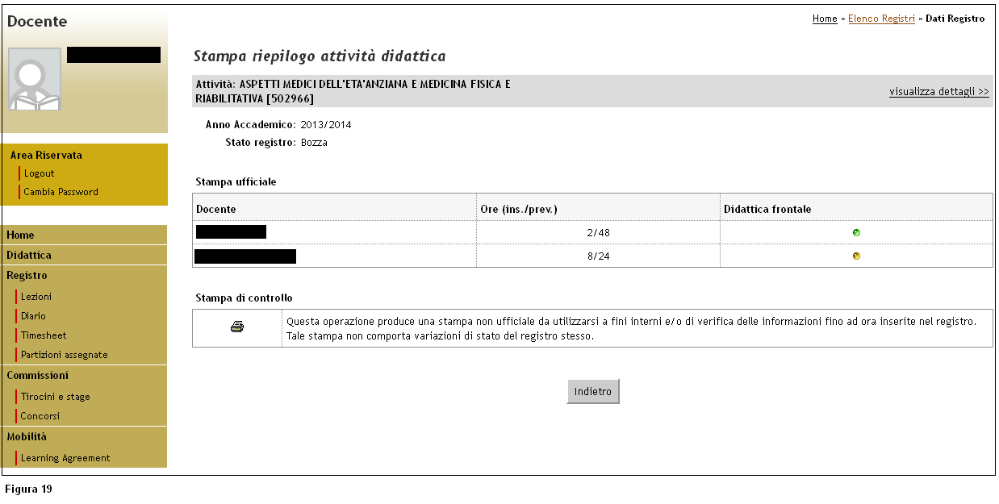 Docente
Home » Elenco Registri » Dati Registro
Stampa riepilogo attività didattica
Attività: ASPETTI MEDICI DELL'ETA'ANZIANA E MEDICINA FISICA E
RIABILITATIVA [502966]
visualizza dettagli >>
Anno Accademico: 2013/2014
Stato registro: Bozza
Area Riservata
Logout
Cambia Password
Stampa ufficiale
Docente Ore (ins./prev.) Didattica frontale
2/48
8/24
Home
Didattica
Registro
Lezioni
Diario
Timesheet
Partizioni assegnate
Commissioni
Tirocini e stage
Concorsi
Mobilità
Learning Agreement
Stampa di controllo
Questa operazione produce una stampa non ufficiale da utilizzarsi a fini interni e/o di verifica delle informazioni fino ad ora inserite nel registro.
Tale stampa non comporta variazioni di stato del registro stesso.
Indietro
Figura 19